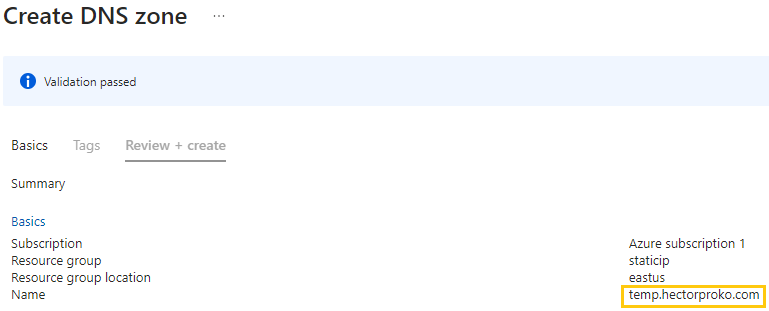 Create DNS zone ...
Validation passed
Basics Tags Review + create
Summary
Basics
Subscription Azure subscription 1
Resource group staticip
Resource group location eastus
Name temp.hectorproko.com